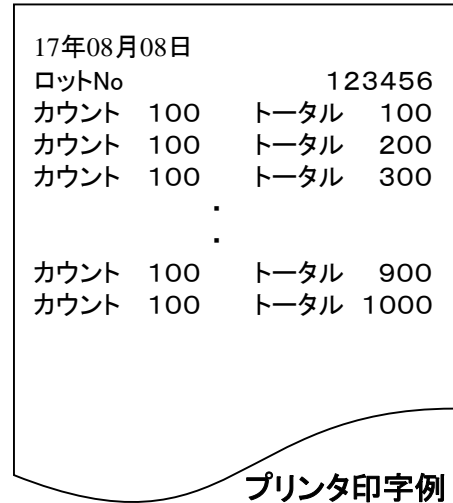 17年08月08日
ロットNo 123456
カウント 100 トータル 100
カウント 100 トータル 200
カウント 100 トータル 300
・
・
カウント 100 トータル 900
カウント 100 トータル 1000
プリンタ印字例